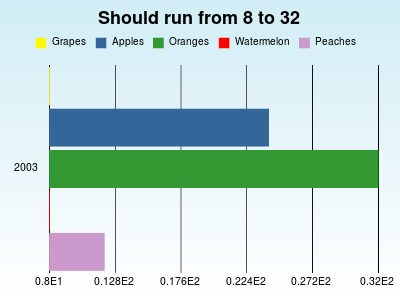 Should run from 8 to 32
Grapes Apples Oranges Watermelon Peaches
2003
0.8E1 0.128E2 0.176E2 0.224E2 0.272E2 0.32E2